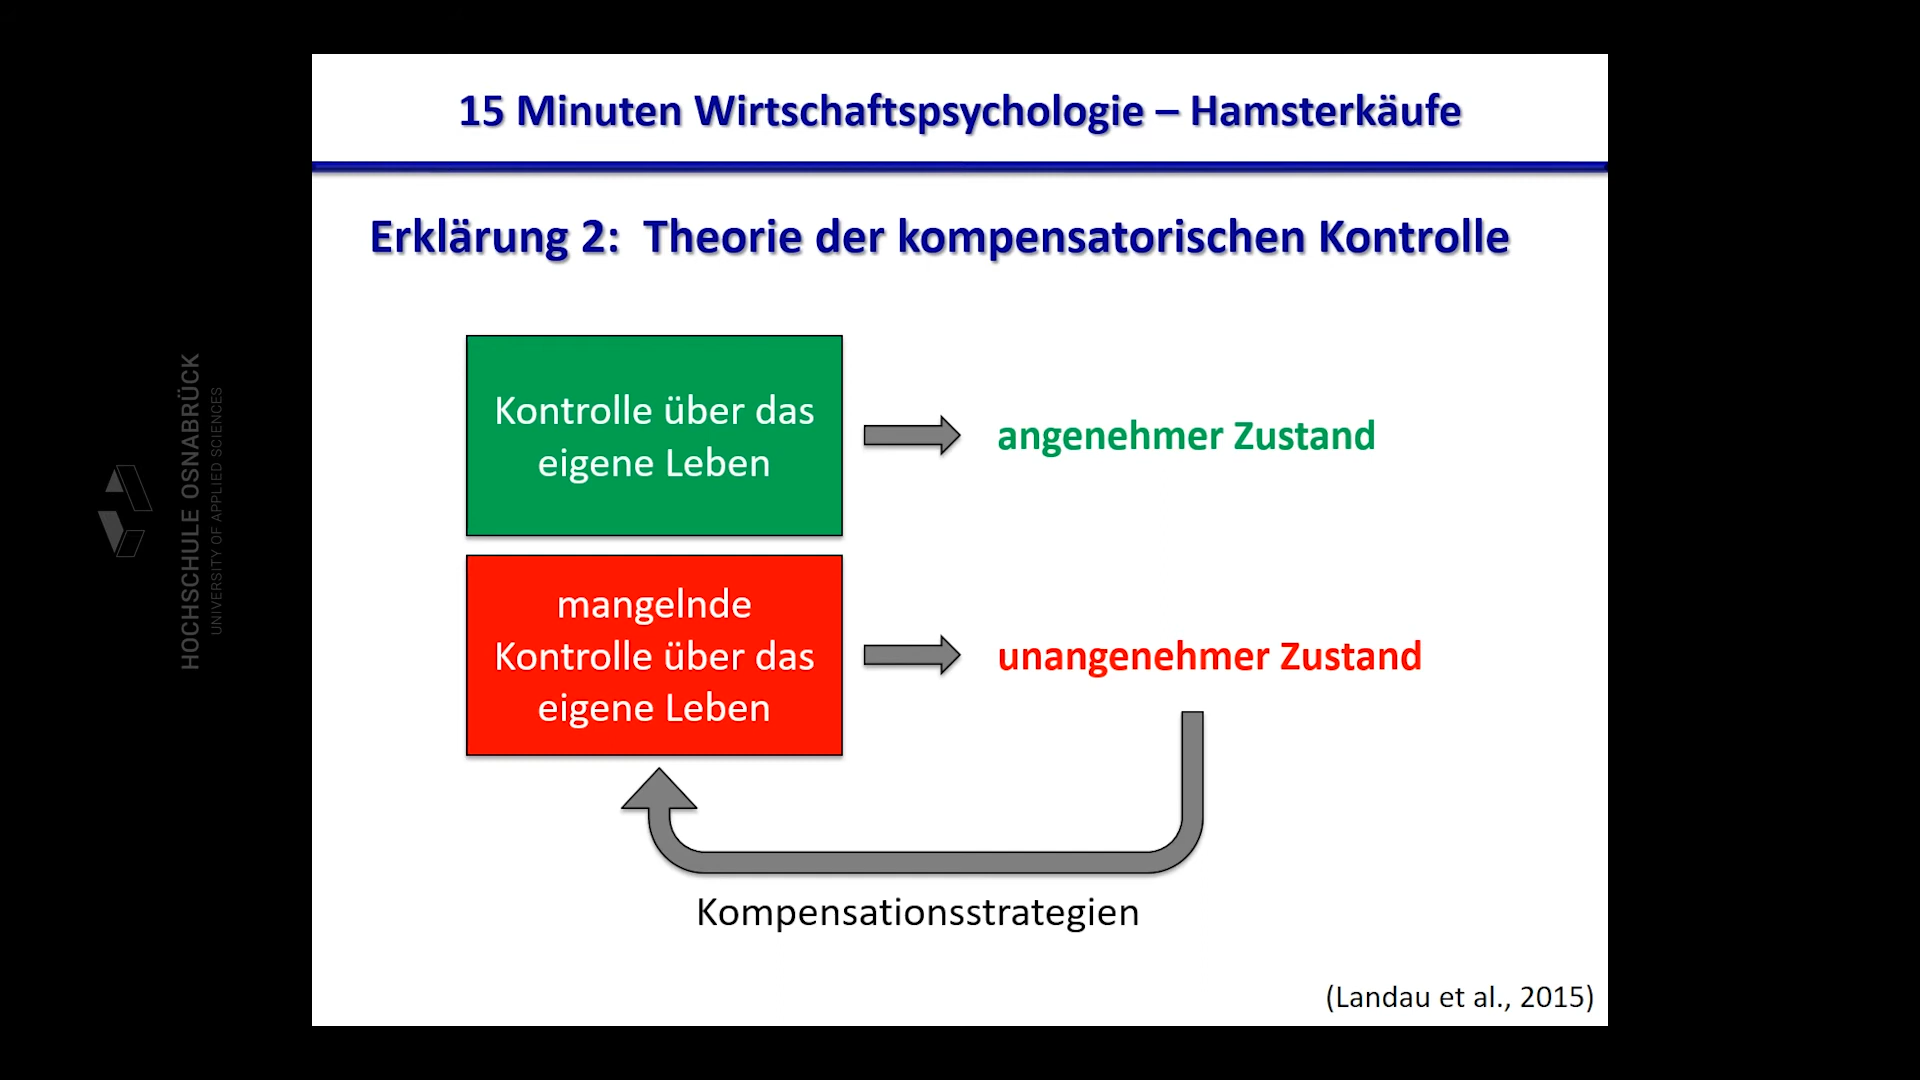 15 Minuten Wirtschaftspsychologie – Hamsterkäufe
Erklärung 2: Theorie der kompensatorischen Kontrolle
Kontrolle über das
eigene Leben
angenehmer Zustand
mangelnde
Kontrolle über das
eigene Leben
unangenehmer Zustand
Kompensationsstrategien
(Landau et al., 2015)
HOCHSCHULE OSNABRÜCK
UNIVERSITY OF APPLIED SCIENCES